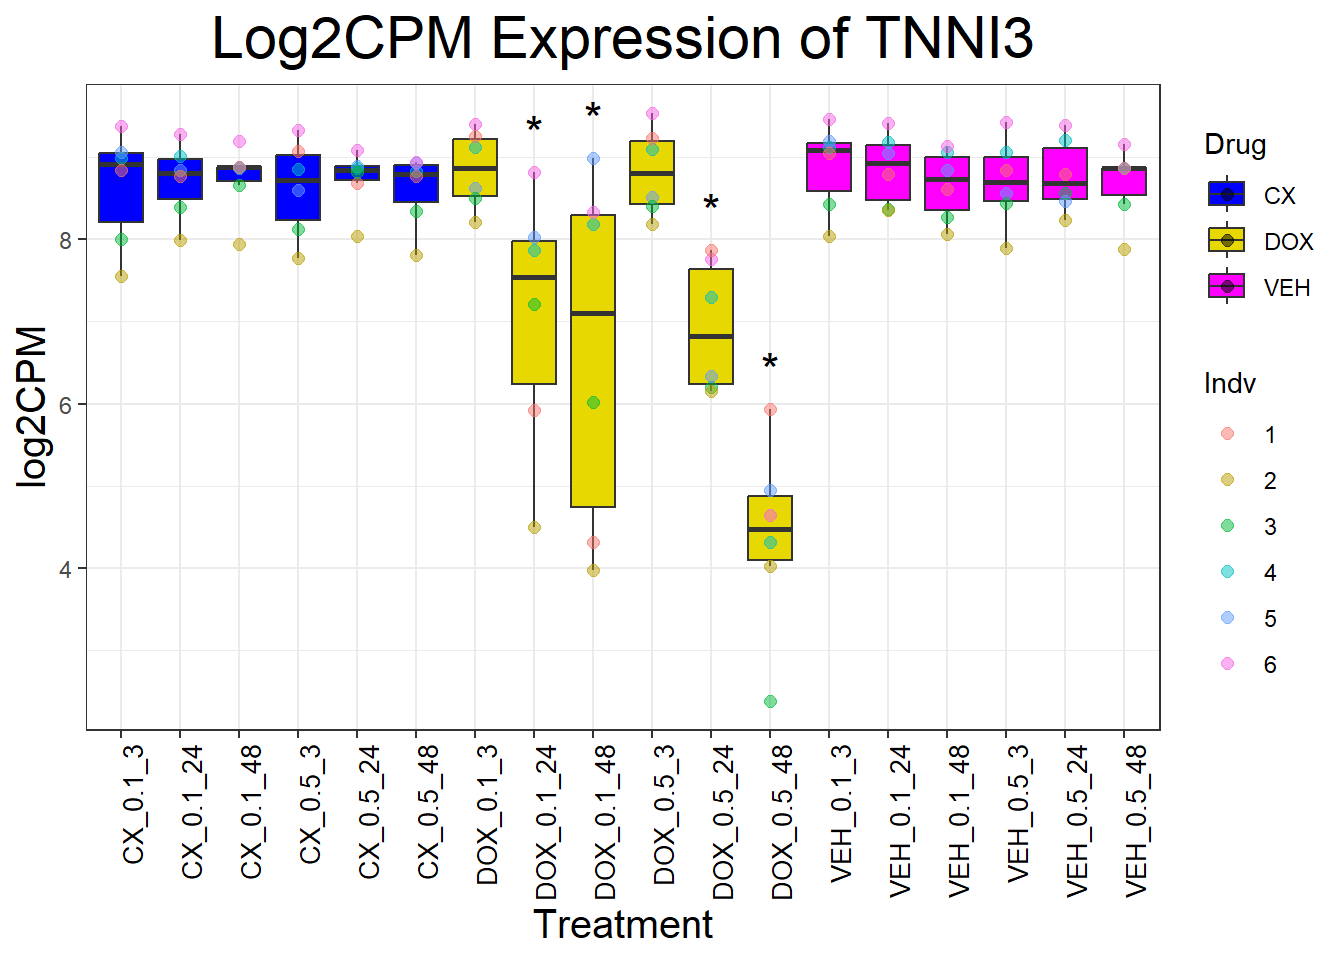 Log2CPM Expression of TNNI3
log2CPM
8
6
4
*
*
*
*
CX_0.1_3
CX_0.1_24
CX_0.1_48
CX_0.5_3
CX_0.5_24
CX_0.5_48
DOX_0.1_3
DOX_0.1_24
DOX_0.1_48
DOX_0.5_3
DOX_0.5_24
DOX_0.5_48
VEH_0.1_3
VEH_0.1_24
VEH_0.1_48
VEH_0.5_3
VEH_0.5_24
VEH_0.5_48
Treatment
Drug
CX
DOX
VEH
Indv
1
2
3
4
5
6